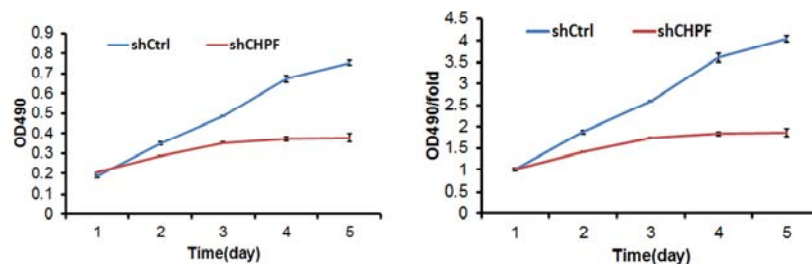 shCtrl shCHPF
OD490
0.9
0.8
0.7
0.6
0.5
0.4
0.3
0.2
0.1
0
1 2 3 4 5
Time(day)
shCtrl shCHPF
OD490/fold
4.5
4
3.5
3
2.5
2
1.5
1
0.5
0
1 2 3 4 5
Time(day)